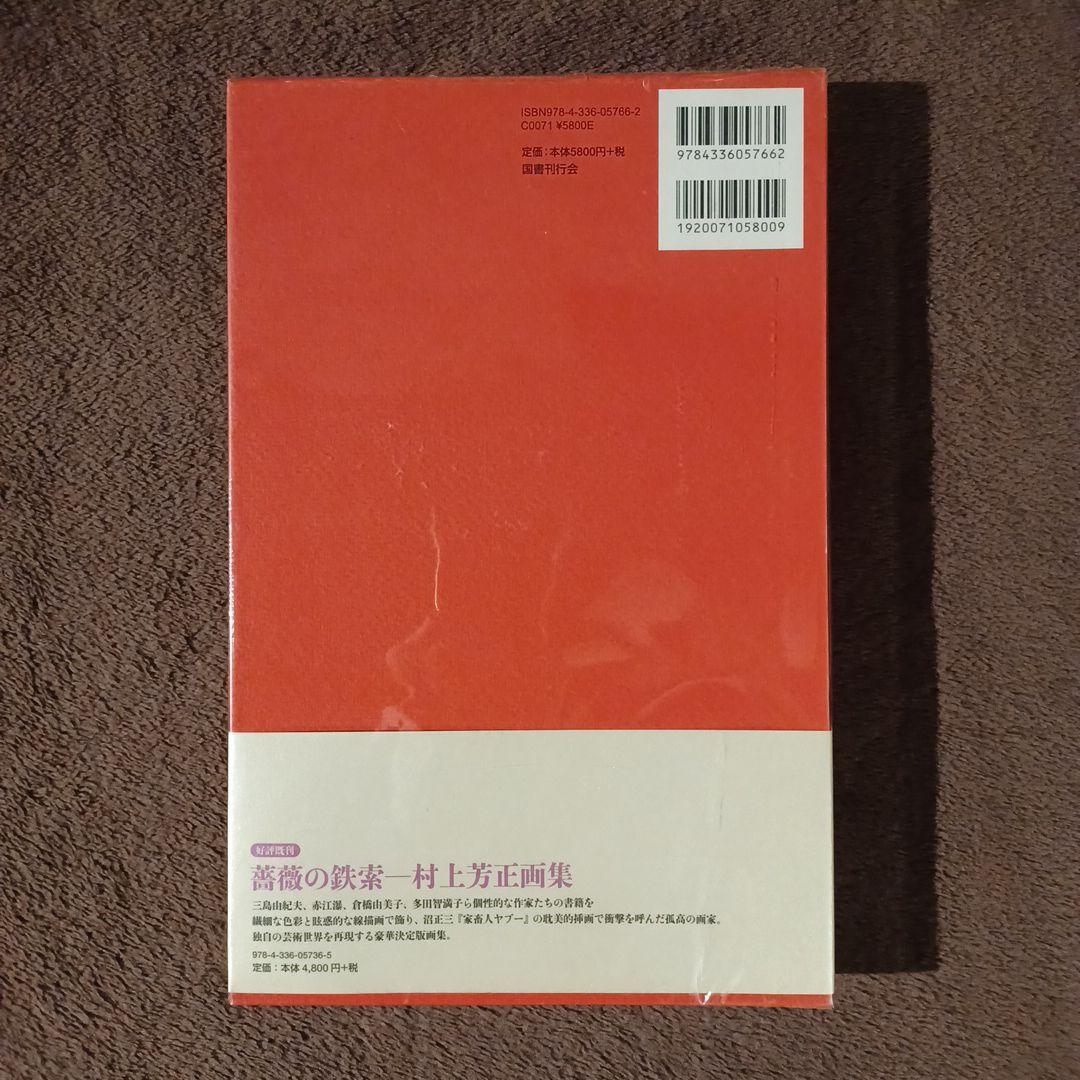 ISBN978-4-336-05766-2
C0071 ¥5800E
定価：本体5800円+税
国書刊行会
9784336057662
1920071058009
好評既刊
薔薇の鉄索―村上芳正画集
三島由紀夫、赤江瀑、倉橋由美子、多田智満子ら個性的な作家たちの書籍を
繊細な色彩と眩惑的な線描画で飾り、沼正三『家畜人ヤプー』の耽美的挿画で衝撃を呼んだ孤高の画家。
独自の芸術世界を再現する豪華決定版画集。
978-4-336-05736-5
定価：本体 4,800円+税